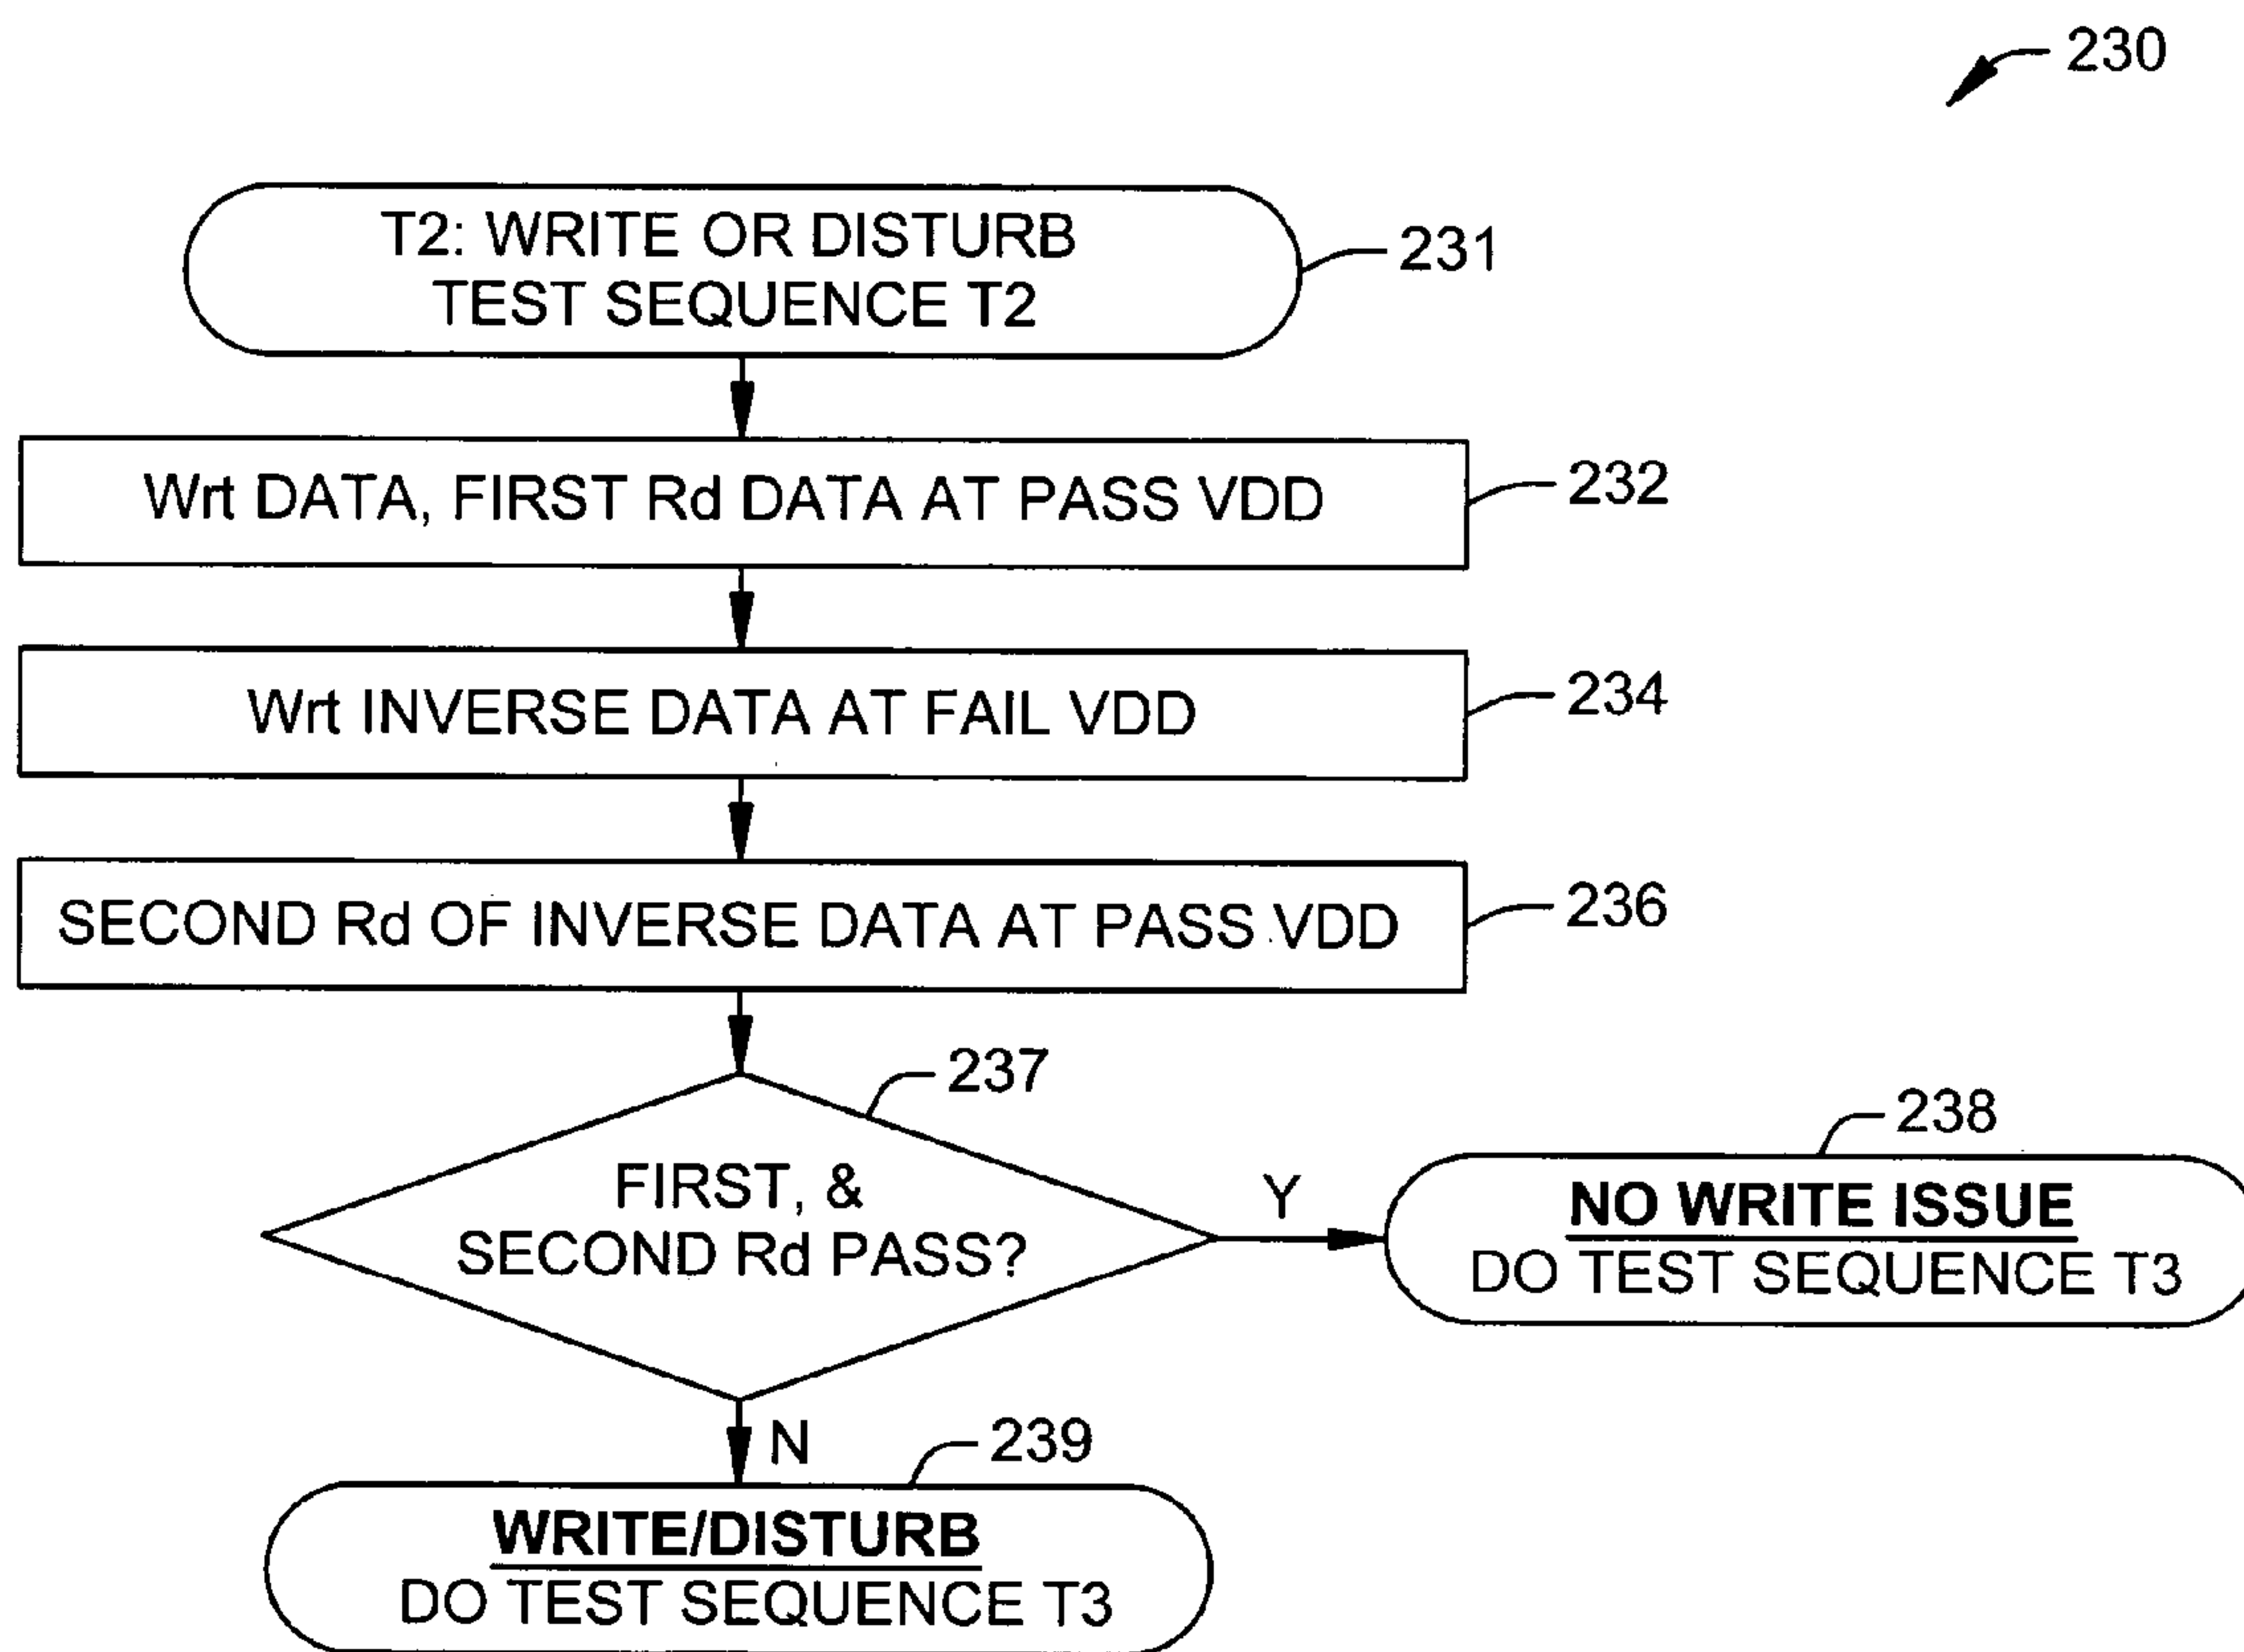 230
T2: WRITE OR DISTURB
TEST SEQUENCE T2
231
Wrt DATA, FIRST Rd DATA AT PASS VDD
232
Wrt INVERSE DATA AT FAIL VDD
234
SECOND Rd OF INVERSE DATA AT PASS VDD
236
237
FIRST, &
SECOND Rd PASS?
Y
238
NO WRITE ISSUE
DO TEST SEQUENCE T3
N
239
WRITE/DISTURB
DO TEST SEQUENCE T3